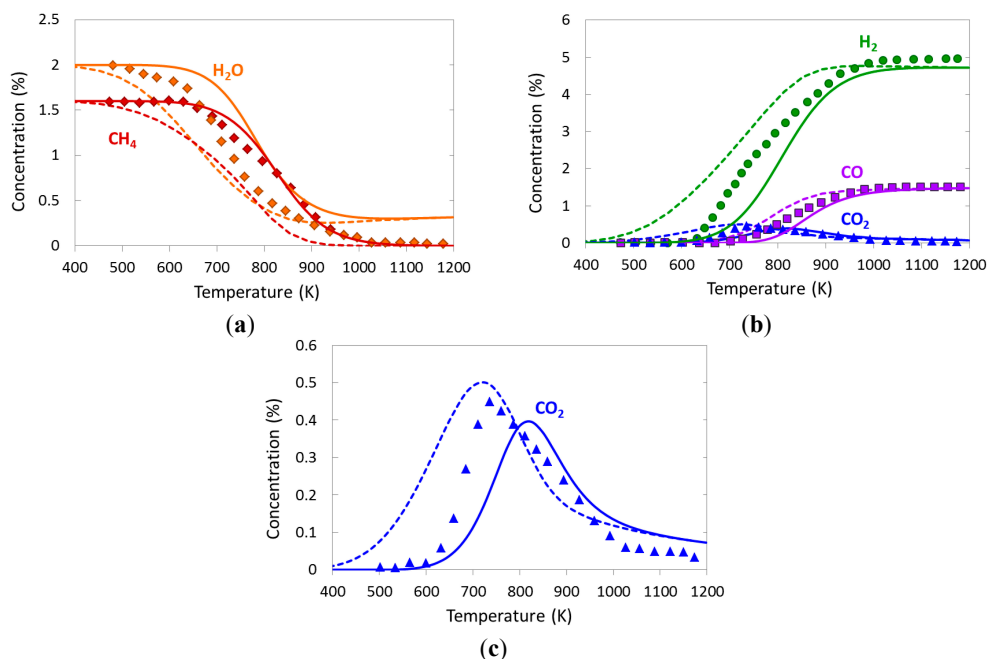 2.5
2
1.5
1
0.5
0
400 500 600 700 800 900 1000 1100 1200
Concentration (%)
Temperature (K)
H₂O
CH₄
(a)
6
5
4
3
2
1
0
400 500 600 700 800 900 1000 1100 1200
Concentration (%)
Temperature (K)
H₂
CO
CO₂
(b)
0.6
0.5
0.4
0.3
0.2
0.1
0
400 500 600 700 800 900 1000 1100 1200
Concentration (%)
Temperature (K)
CO₂
(c)